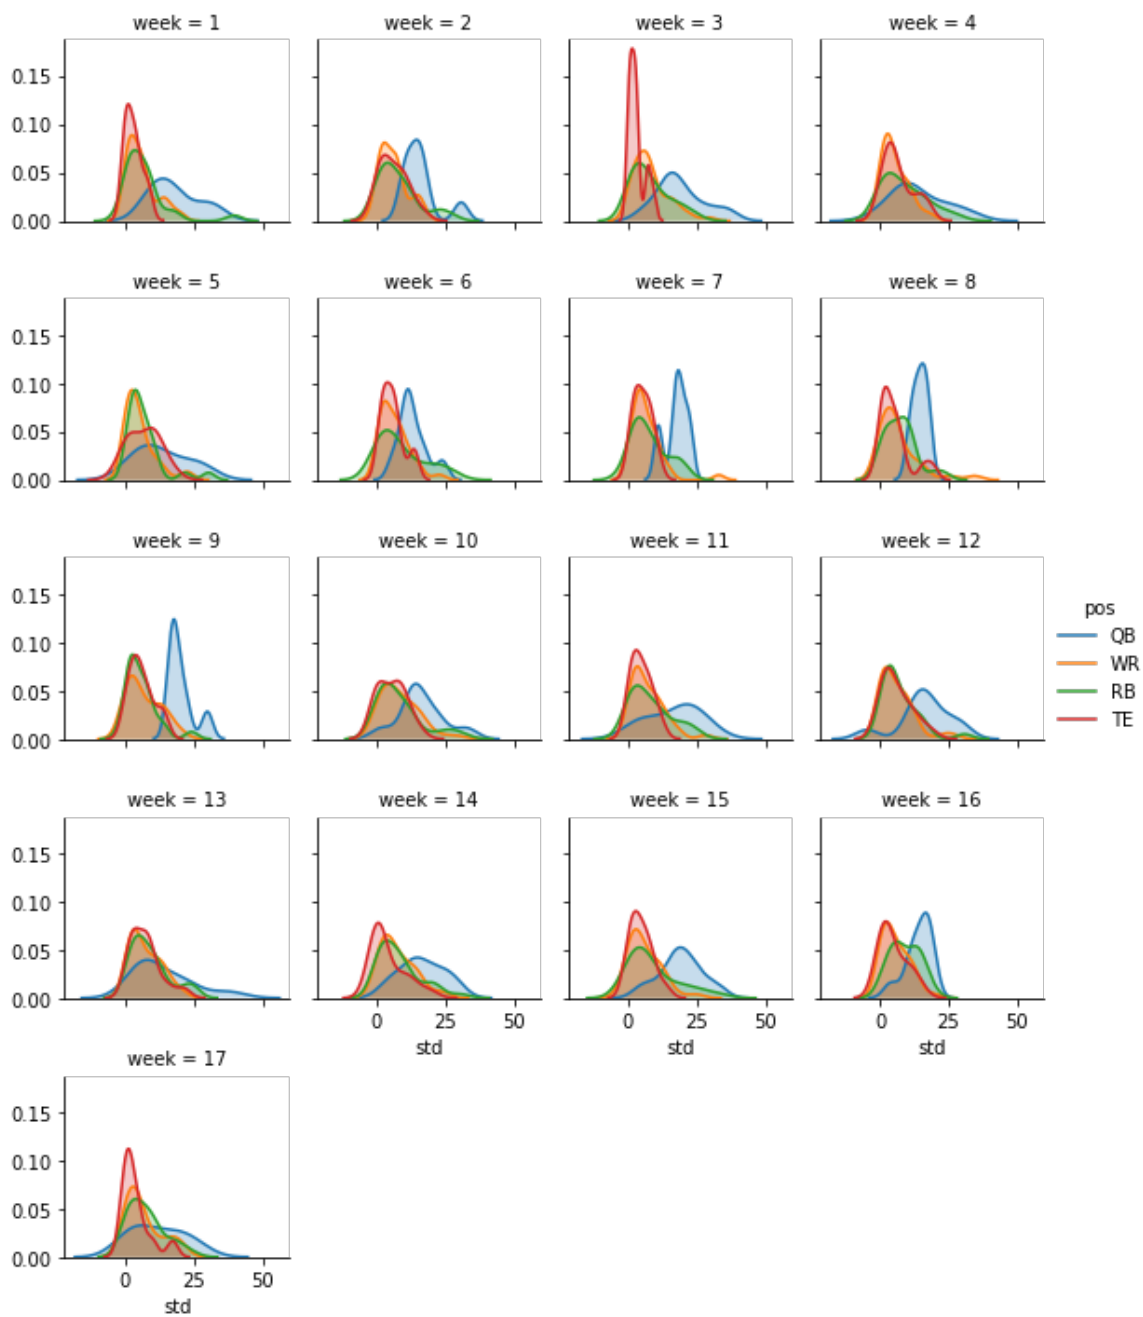 week = 1 week = 2 week = 3 week = 4
0.15
0.10
0.05
0.00
week = 5 week = 6 week = 7 week = 8
0.15
0.10
0.05
0.00
week = 9 week = 10 week = 11 week = 12
0.15
0.10
0.05
0.00
pos
QB
WR
RB
TE
week = 13 week = 14 week = 15 week = 16
0.15
0.10
0.05
0.00
0 25 50 0 25 50 0 25 50
std std std
week = 17
0.15
0.10
0.05
0.00
0 25 50
std